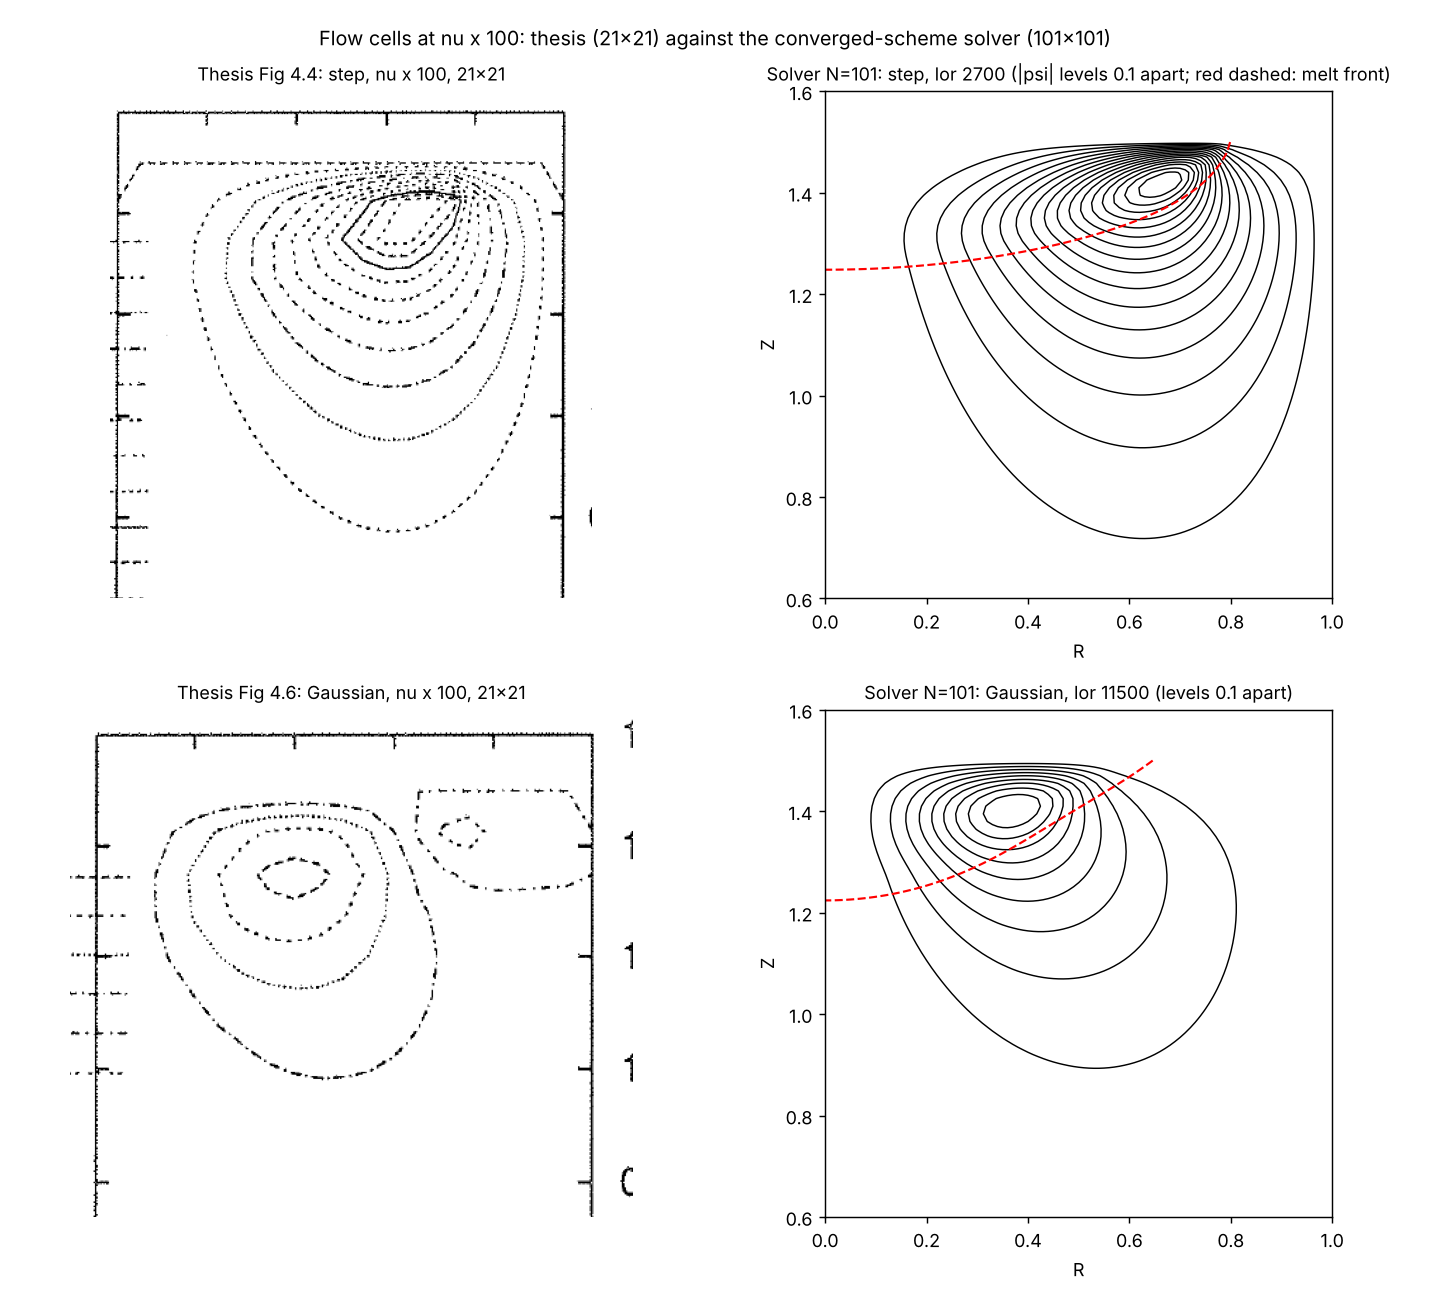 Flow cells at nu x 100: thesis (21×21) against the converged-scheme solver (101×101)
Thesis Fig 4.4: step, nu x 100, 21×21
Solver N=101: step, lor 2700 (|psi| levels 0.1 apart; red dashed: melt front)
1.6
1.4
1.2
Z
1.0
0.8
0.6
0.0 0.2 0.4 0.6 0.8 1.0
R
Thesis Fig 4.6: Gaussian, nu x 100, 21×21
Solver N=101: Gaussian, lor 11500 (levels 0.1 apart)
1.6
1.4
1.2
Z
1.0
0.8
0.6
0.0 0.2 0.4 0.6 0.8 1.0
R